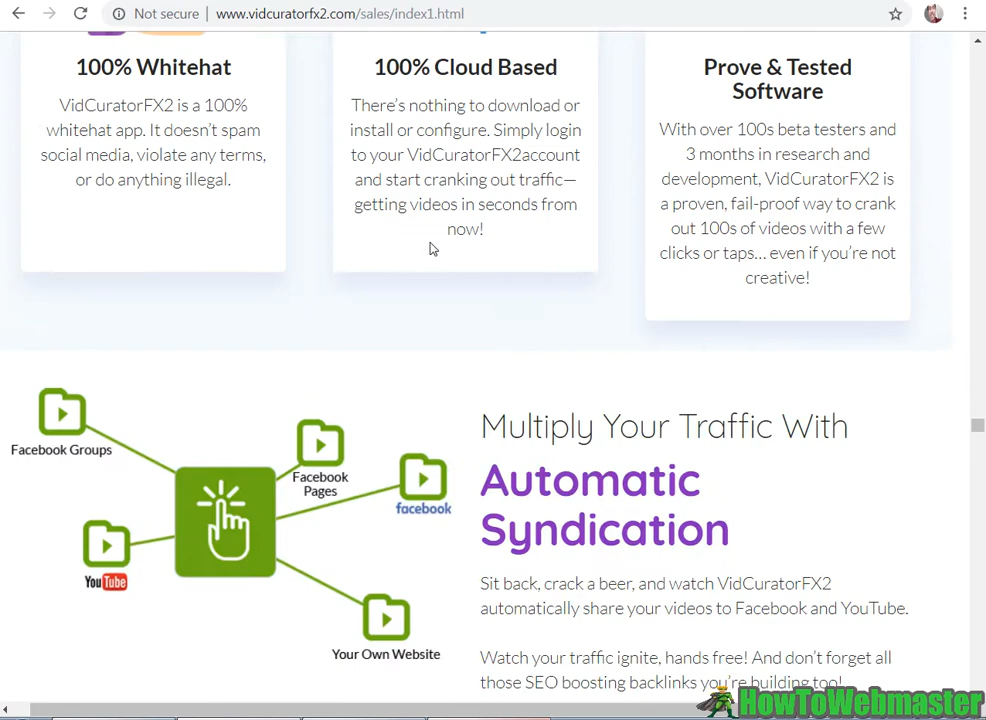 Not secure | www.vidcuratorfx2.com/sales/index1.html
100% Whitehat
VidCuratorFX2 is a 100%
whitehat app. It doesn't spam
social media, violate any terms,
or do anything illegal.
100% Cloud Based
There's nothing to download or
install or configure. Simply login
to your VidCuratorFX2account
and start cranking out traffic—
getting videos in seconds from
now!
Prove & Tested
Software
With over 100s beta testers and
3 months in research and
development, VidCuratorFX2 is
a proven, fail-proof way to crank
out 100s of videos with a few
clicks or taps... even if you're not
creative!
Facebook Groups
Facebook
Pages
facebook
YouTube
Your Own Website
Multiply Your Traffic With
Automatic
Syndication
Sit back, crack a beer, and watch VidCuratorFX2
automatically share your videos to Facebook and YouTube.
Watch your traffic ignite, hands free! And don't forget all
those SEO boosting backlinks you're building too!
HowToWebmaster